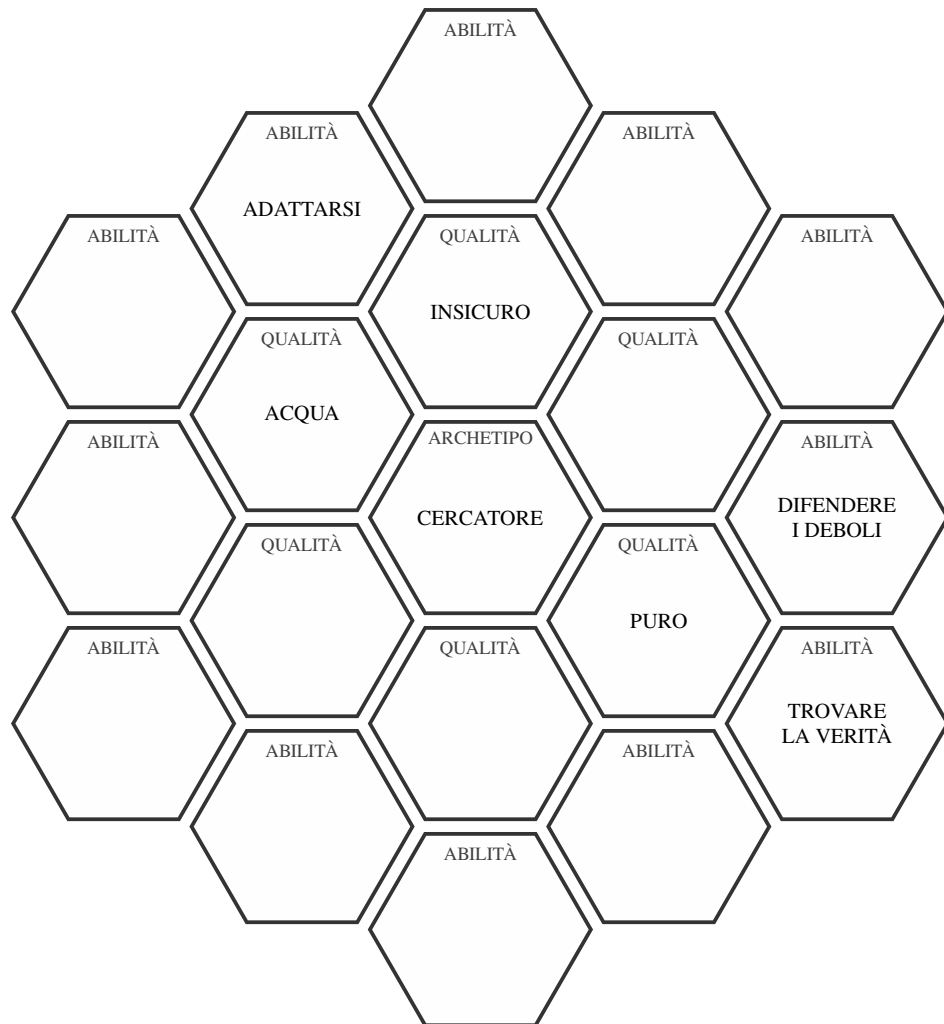 ABILITÀ
ABILITÀ
ADATTARSI
ABILITÀ
ABILITÀ
QUALITÀ
INSICURO
ABILITÀ
QUALITÀ
ACQUA
QUALITÀ
ABILITÀ
ARCHETIPO
CERCATORE
ABILITÀ
DIFENDERE
I DEBOLI
QUALITÀ
QUALITÀ
PURO
ABILITÀ
QUALITÀ
ABILITÀ
TROVARE
LA VERITÀ
ABILITÀ
ABILITÀ
ABILITÀ